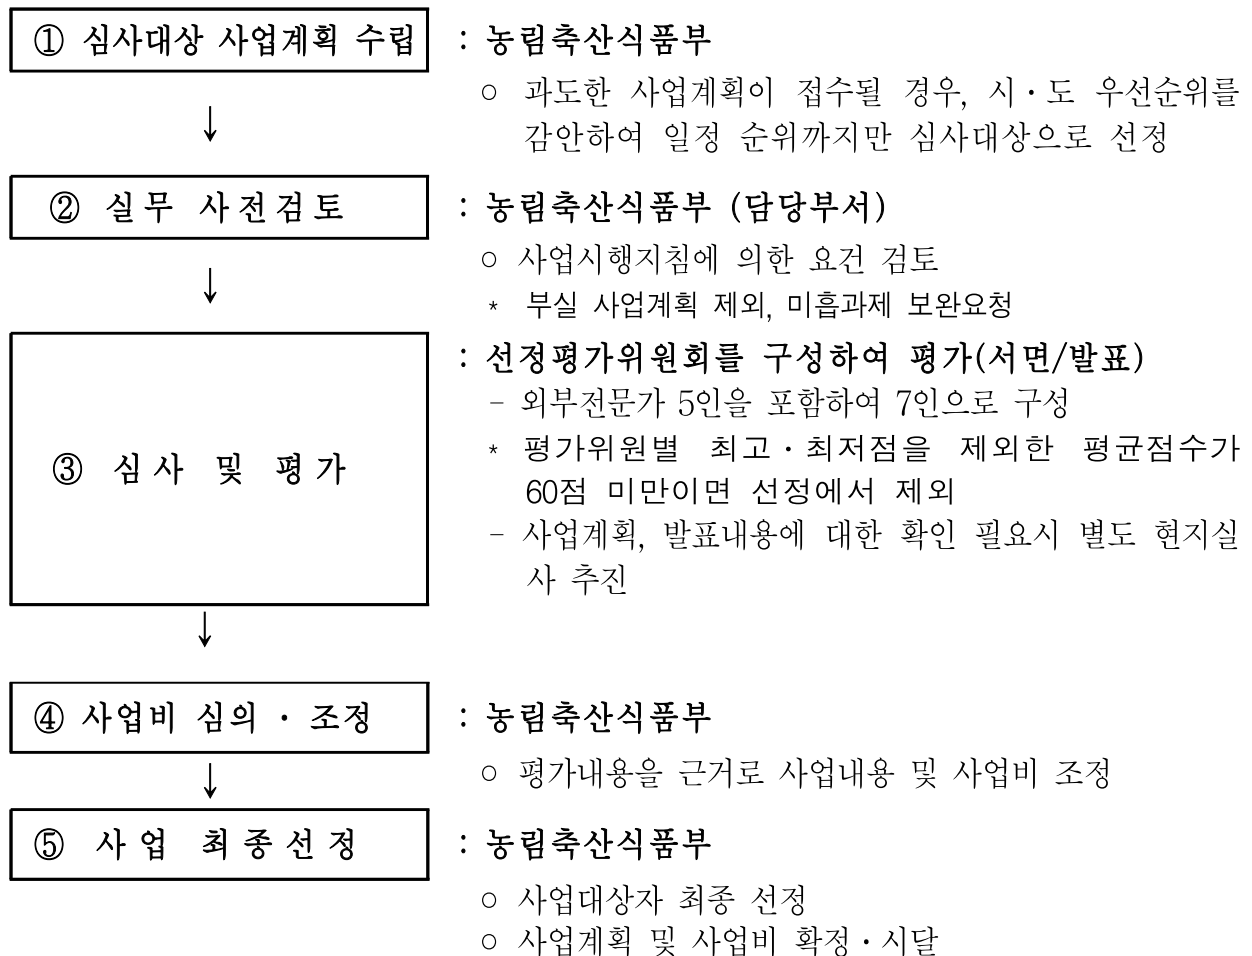 ① 심사대상 사업계획 수립 : 농림축산식품부
○ 과도한 사업계획이 접수될 경우, 시・도 우선순위를
↓
감안하여 일정 순위까지만 심사대상으로 선정
② 실무 사전검토 : 농림축산식품부 (담당부서)
○ 사업시행지침에 의한 요건 검토
↓
* 부실 사업계획 제외, 미흡과제 보완요청
: 선정평가위원회를 구성하여 평가(서면/발표)
- 외부전문가 5인을 포함하여 7인으로 구성
③ 심사 및 평가
* 평가위원별 최고・최저점을 제외한 평균점수가
60점 미만이면 선정에서 제외
- 사업계획, 발표내용에 대한 확인 필요시 별도 현지실
사 추진
↓
④ 사업비 심의・조정 : 농림축산식품부
↓
○ 평가내용을 근거로 사업내용 및 사업비 조정
⑤ 사업 최종선정 : 농림축산식품부
○ 사업대상자 최종 선정
○ 사업계획 및 사업비 확정・시달